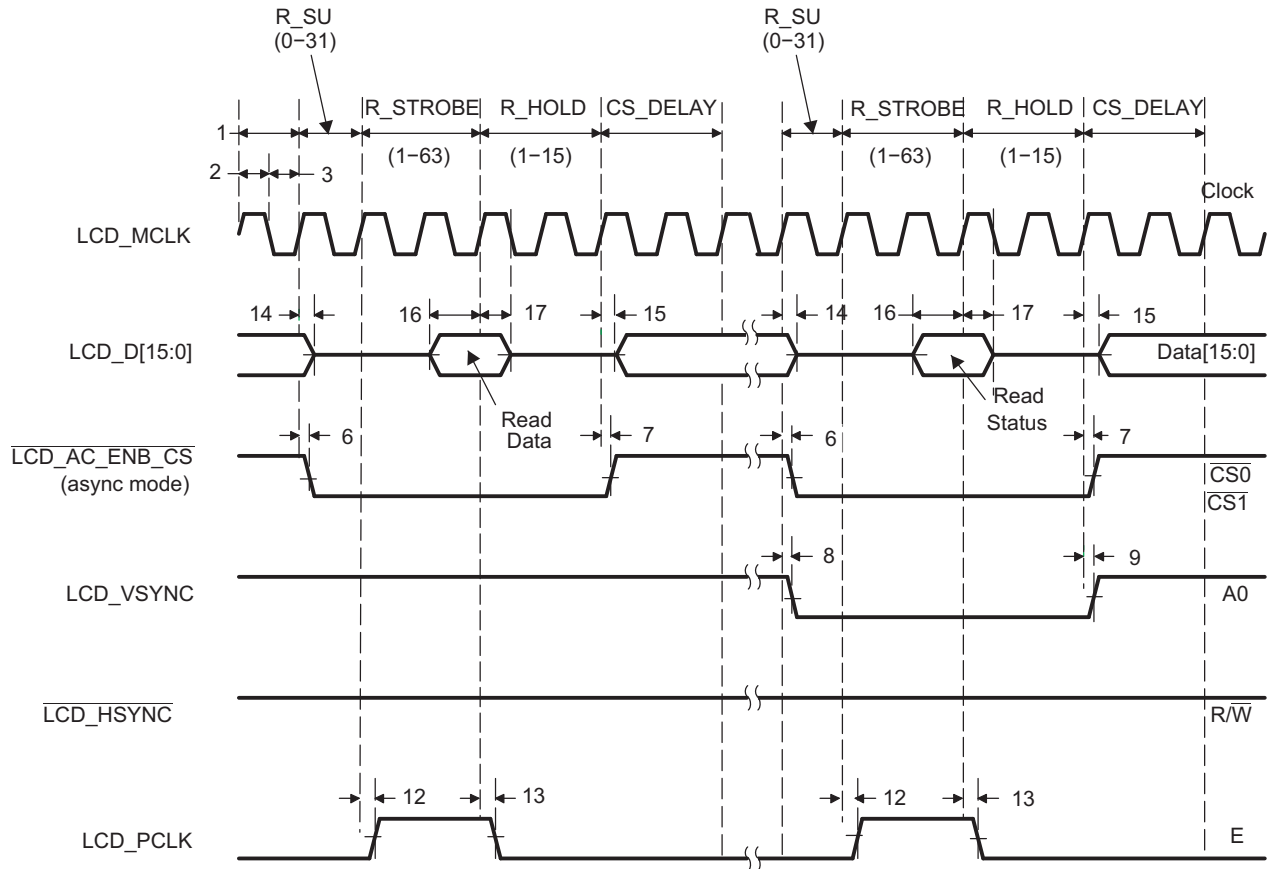 R_SU
(0−31)
R_SU
(0−31)
R_STROBE R_HOLD CS_DELAY
R_STROBE R_HOLD CS_DELAY
1
(1−63) (1−15)
(1−63) (1−15)
2 3
Clock
LCD_MCLK
14 16 17 15 14 16 17 15
LCD_D[15:0]
Data[15:0]
Read
Data
Read
Status
6 7 6 7
LCD_AC_ENB_CS
(async mode)
CS0
CS1
8 9
LCD_VSYNC
A0
LCD_HSYNC
R/W
12 13 12 13
LCD_PCLK
E